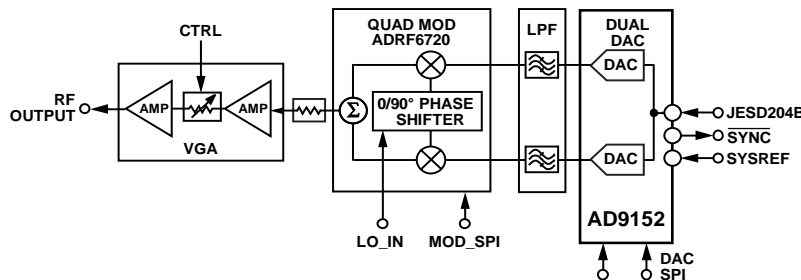 CTRL
RF
OUTPUT
AMP
AMP
VGA
QUAD MOD
ADRF6720
Σ
0/90° PHASE
SHIFTER
LO_IN
MOD_SPI
LPF
DUAL
DAC
DAC
DAC
AD9152
JESD204B
SYNC
SYSREF
DAC
SPI